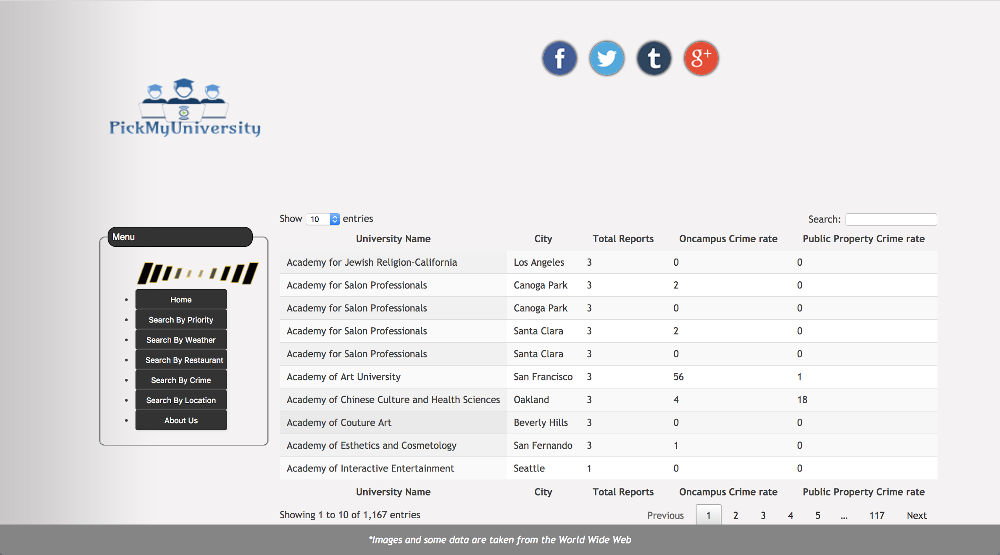 f t g+
PickMyUniversity
Show 10 entries Search:
Menu
Home
Search By Priority
Search By Weather
Search By Restaurant
Search By Crime
Search By Location
About Us
University Name City Total Reports Oncampus Crime rate Public Property Crime rate
Academy for Jewish Religion-California Los Angeles 3 0 0
Academy for Salon Professionals Canoga Park 3 2 0
Academy for Salon Professionals Canoga Park 3 0 0
Academy for Salon Professionals Santa Clara 3 2 0
Academy for Salon Professionals Santa Clara 3 0 0
Academy of Art University San Francisco 3 56 1
Academy of Chinese Culture and Health Sciences Oakland 3 4 18
Academy of Couture Art Beverly Hills 3 0 0
Academy of Esthetics and Cosmetology San Fernando 3 1 0
Academy of Interactive Entertainment Seattle 1 0 0
University Name City Total Reports Oncampus Crime rate Public Property Crime rate
Showing 1 to 10 of 1,167 entries Previous 1 2 3 4 5 … 117 Next
*Images and some data are taken from the World Wide Web